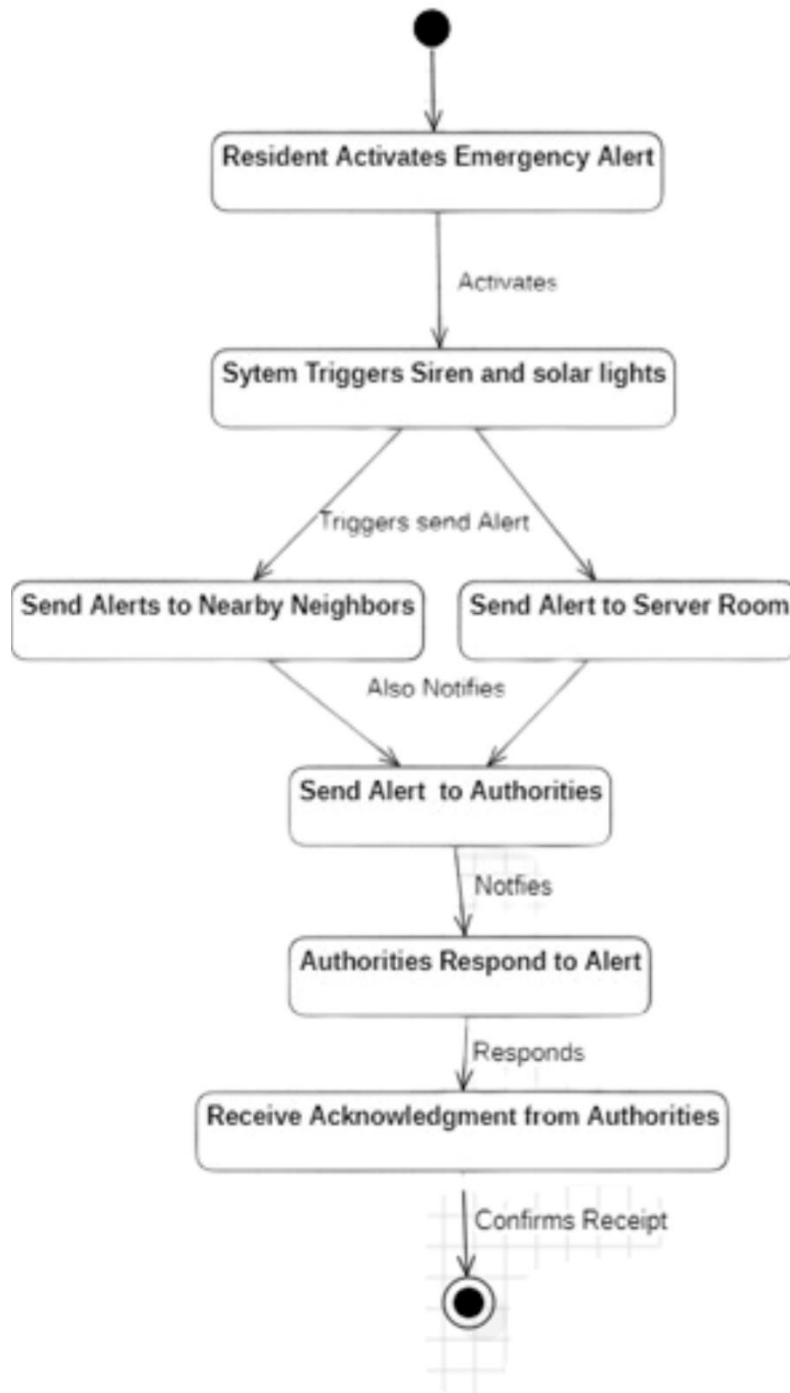 Resident Activates Emergency Alert
Activates
Sytem Triggers Siren and solar lights
Triggers send Alert
Send Alerts to Nearby Neighbors
Send Alert to Server Room
Also Notifies
Send Alert to Authorities
Notfies
Authorities Respond to Alert
Responds
Receive Acknowledgment from Authorities
Confirms Receipt